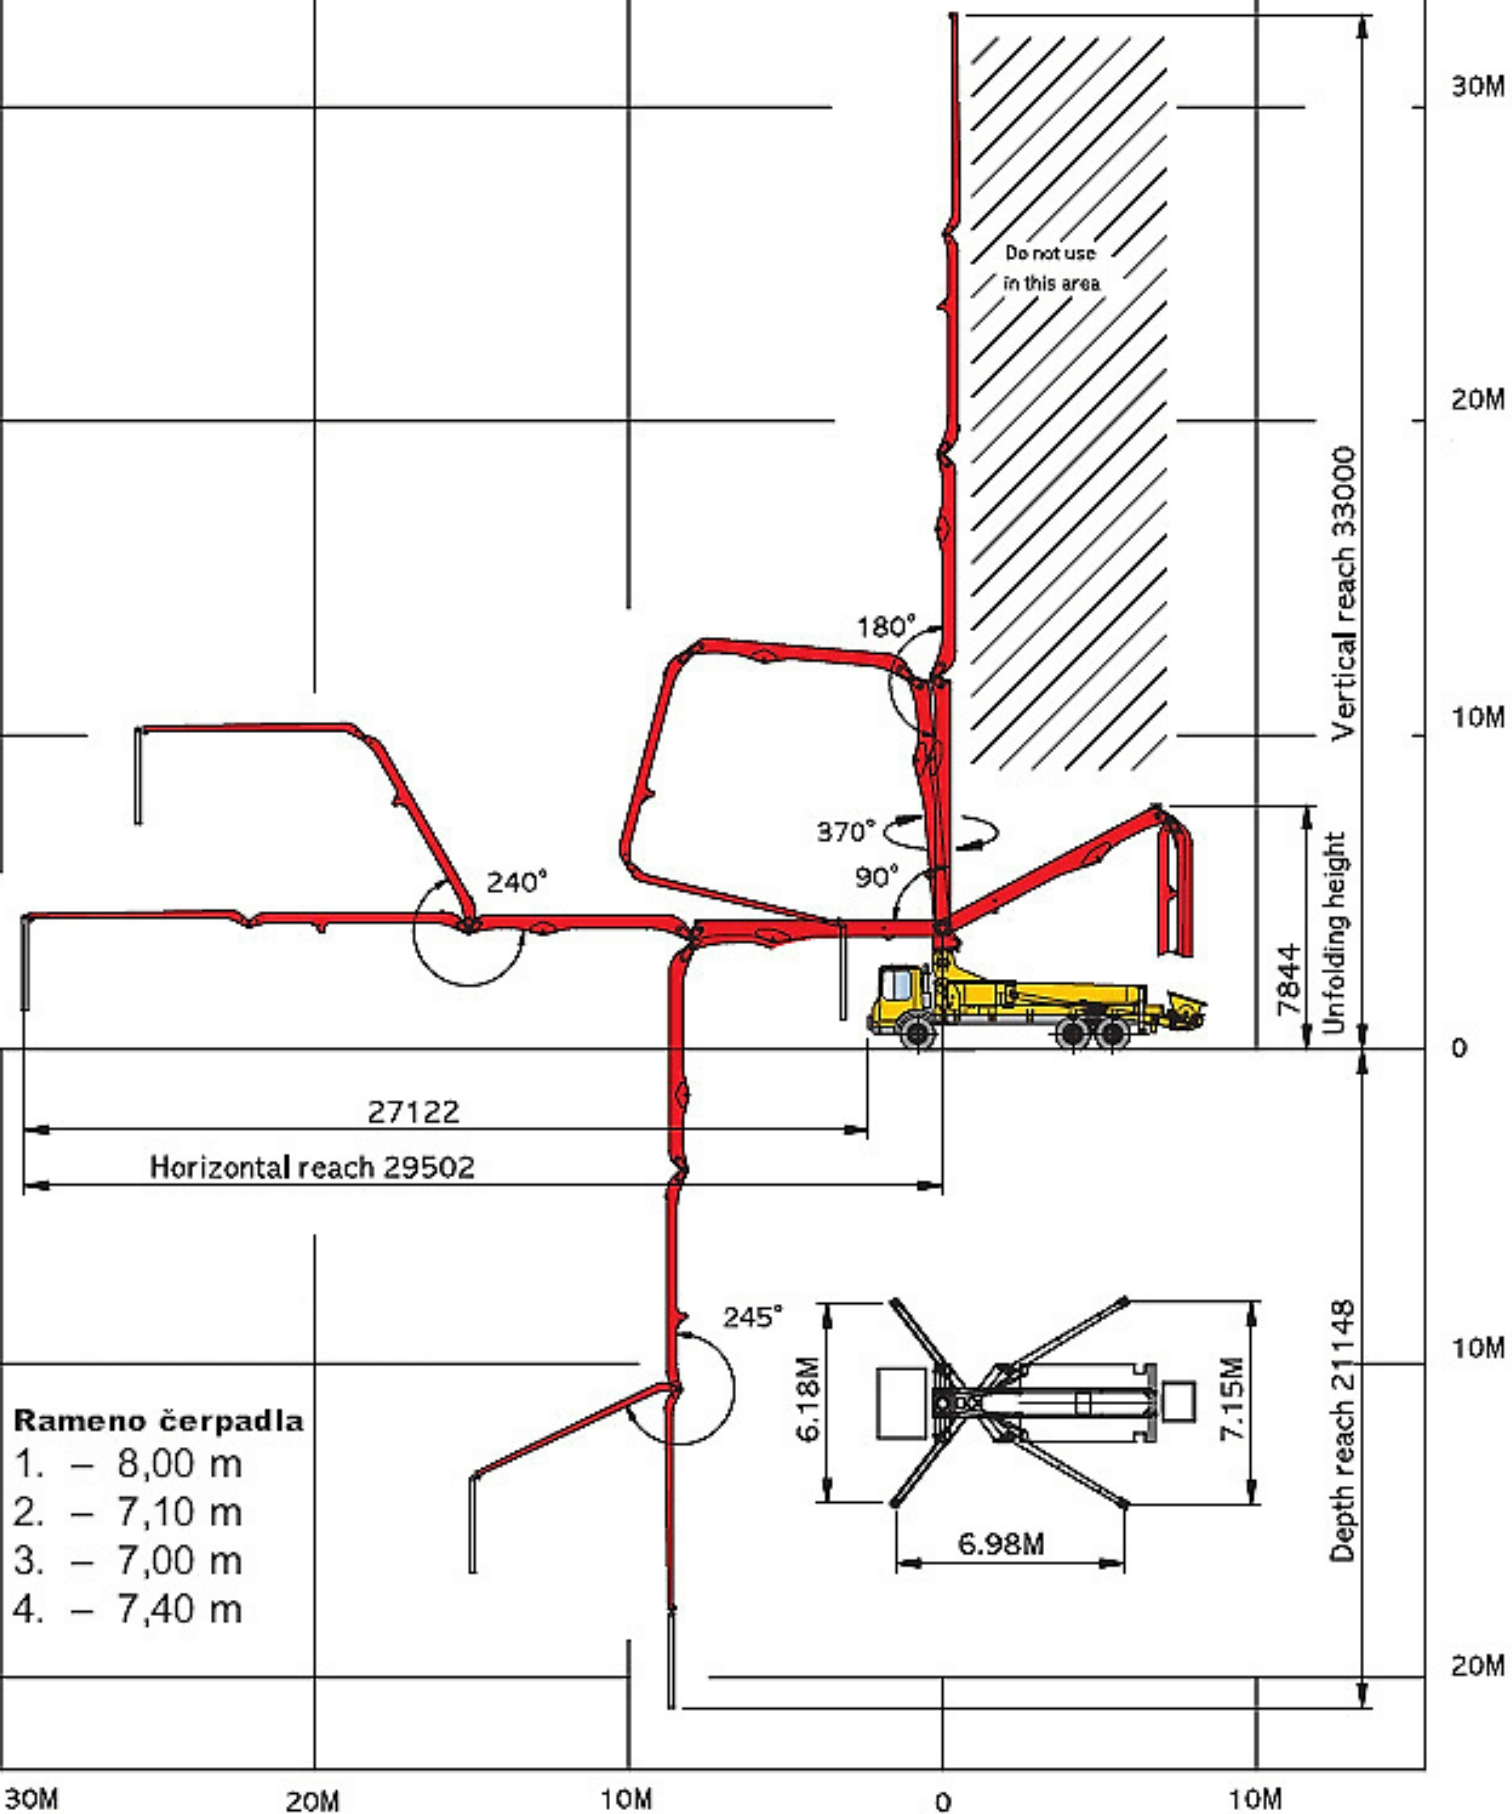 30M
Do not use
in this area
20M
Vertical reach 33000
180°
10M
370°
240°
90°
7844
Unfolding height
0
27122
Horizontal reach 29502
245°
6.18M
7.15M
Depth reach 21148
10M
Rameno čerpadla
1. – 8,00 m
2. – 7,10 m
3. – 7,00 m
4. – 7,40 m
6.98M
20M
30M
20M
10M
0
10M